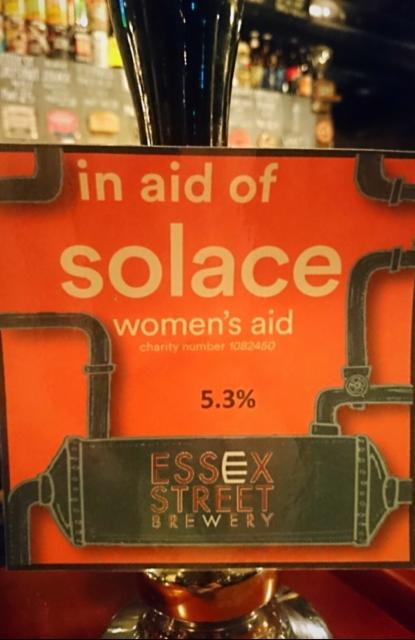 in aid of
solace
women's aid
charity number 1082450
5.3%
ESSEX
STREET
BREWERY